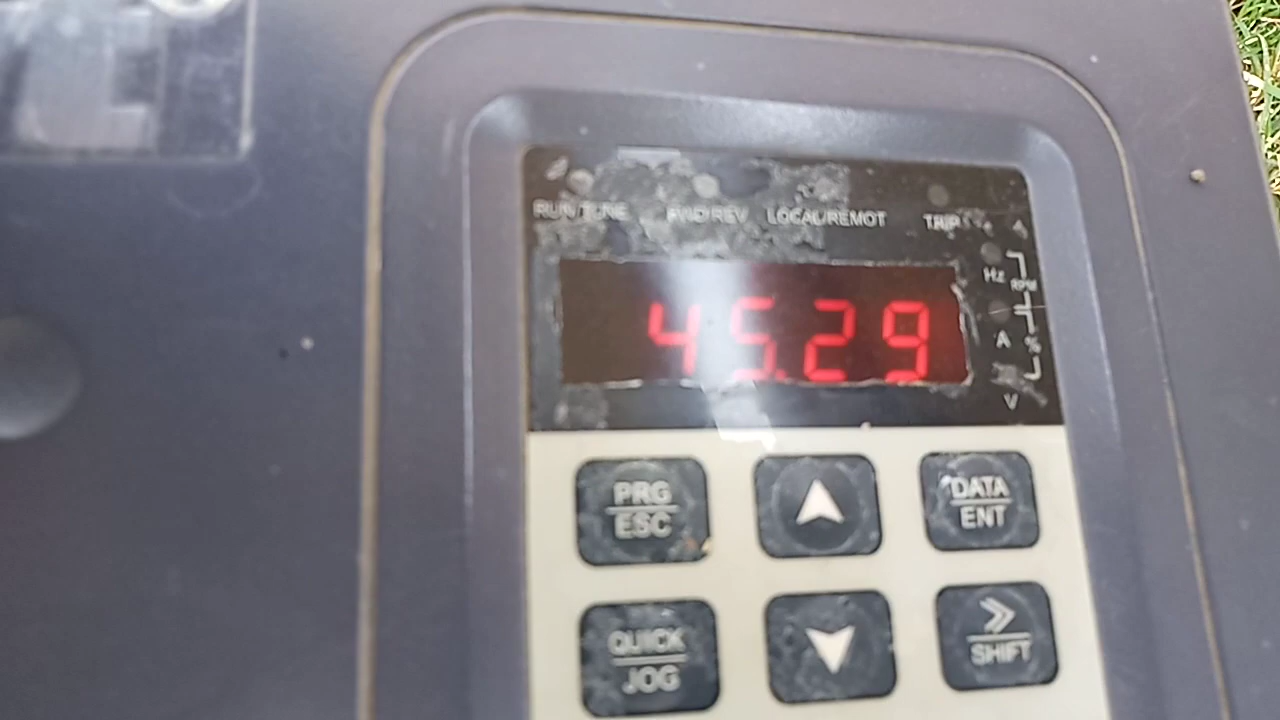 RUN/TUNE FWD/REV LOCAL/REMOT TRIP
Hz
RPM
45.29
A
%
V
PRG
ESC
DATA
ENT
QUICK
JOG
SHIFT